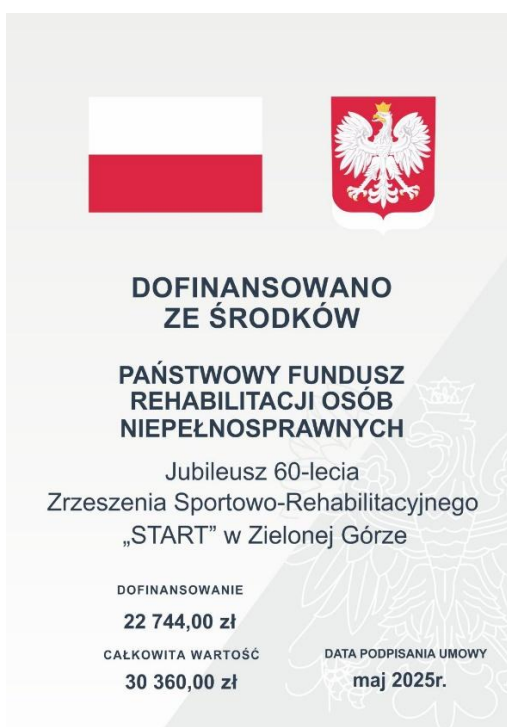 DOFINANSOWANO
ZE ŚRODKÓW
PAŃSTWOWY FUNDUSZ
REHABILITACJI OSÓB
NIEPEŁNOSPRAWNYCH
Jubileusz 60-lecia
Zrzeszenia Sportowo-Rehabilitacyjnego
„START” w Zielonej Górze
DOFINANSOWANIE
22 744,00 zł
CAŁKOWITA WARTOŚĆ
30 360,00 zł
DATA PODPISANIA UMOWY
maj 2025r.